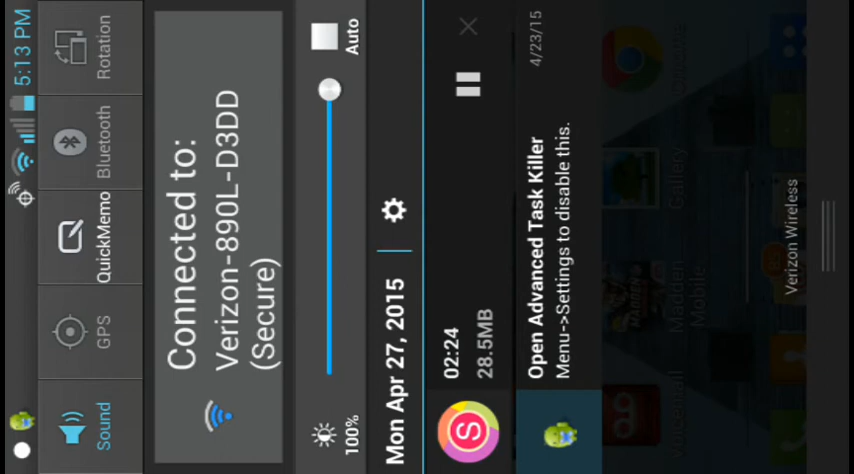 5:13 PM
Sound
GPS
QuickMemo
Bluetooth
Rotation
Connected to:
Verizon-890L-D3DD
(Secure)
100%
Auto
Mon Apr 27, 2015
02:24
28.5MB
Open Advanced Task Killer
4/23/15
Menu->Settings to disable this.
Voicemail
Madden
Mobile
Gallery
Verizon Wireless